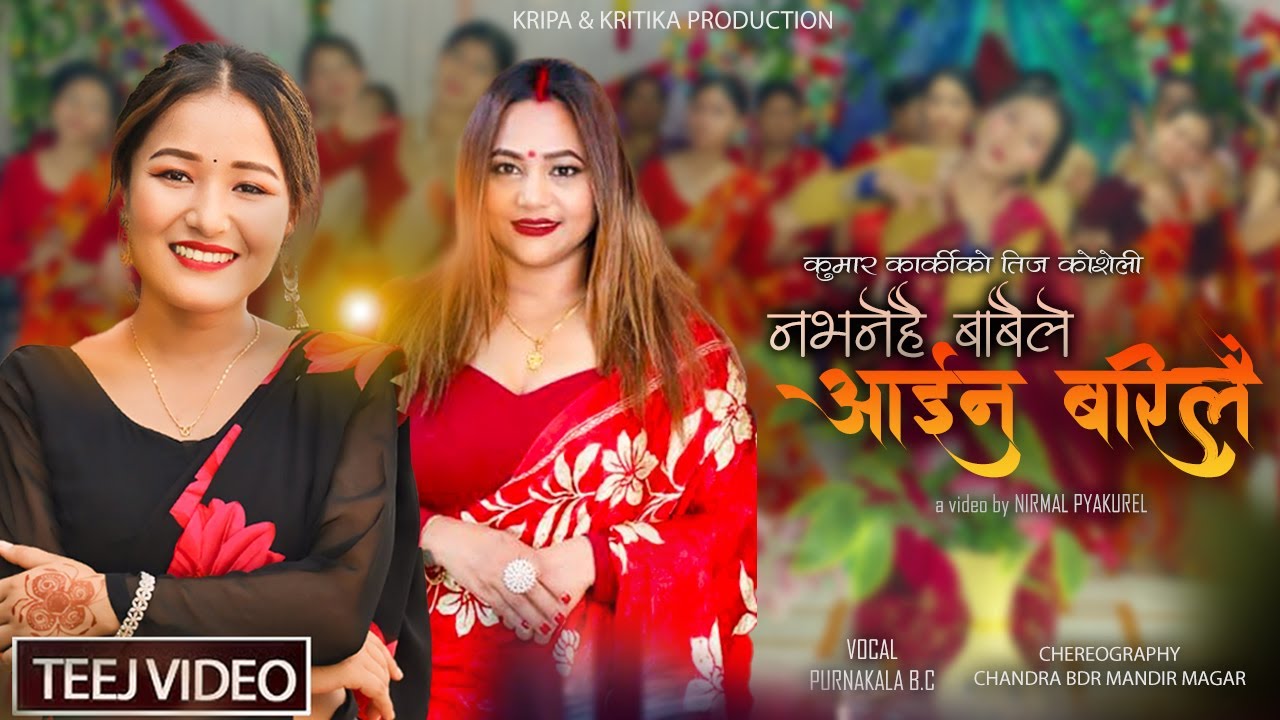 KRIPA & KRITIKA PRODUCTION
कुमार कार्कीको तिज कोशेली
नभनेहै बाबैले
आईन बरिलै
a video by NIRMAL PYAKUREL
VOCAL
PURNAKALA B.C
CHEREOGRAPHY
CHANDRA BDR MANDIR MAGAR
TEEJ VIDEO